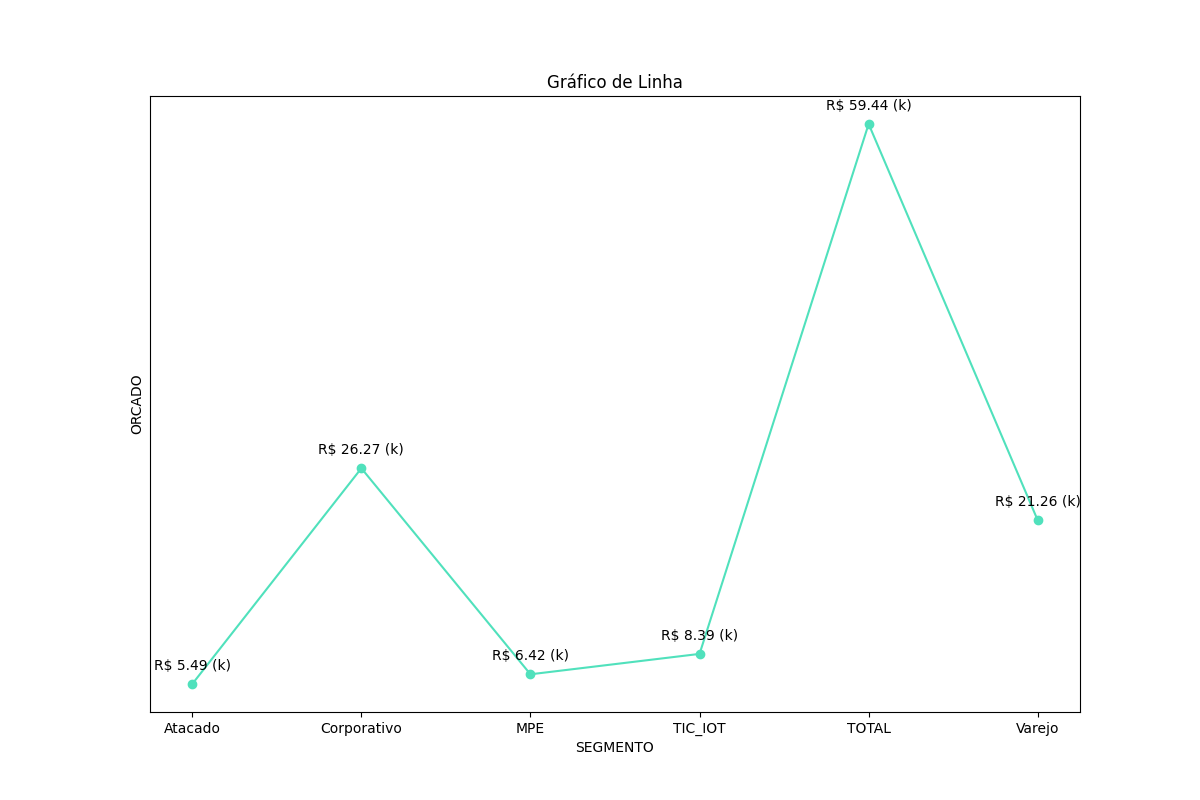 Gráfico de Linha
R$ 59.44 (k)
ORCADO
R$ 26.27 (k)
R$ 21.26 (k)
R$ 8.39 (k)
R$ 6.42 (k)
R$ 5.49 (k)
Atacado
Corporativo
MPE
TIC_IOT
TOTAL
Varejo
SEGMENTO